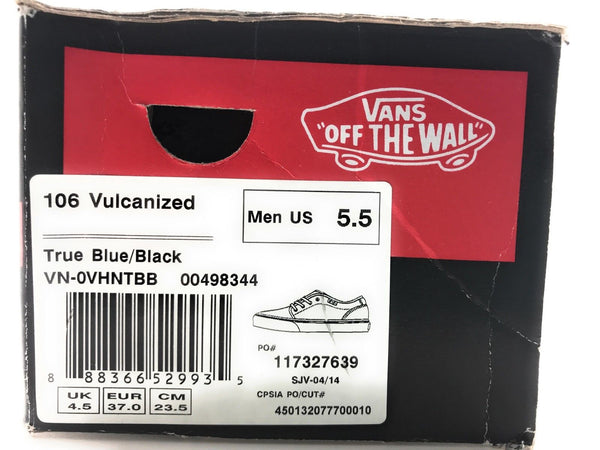 VANS
"OFF THE WALL"
106 Vulcanized
Men US 5.5
True Blue/Black
VN-0VHNTBB 00498344
PO#
117327639
SJV-04/14
CPSIA PO/CUT#
450132077700010
8 88366 52993 5
UK EUR CM
4.5 37.0 23.5